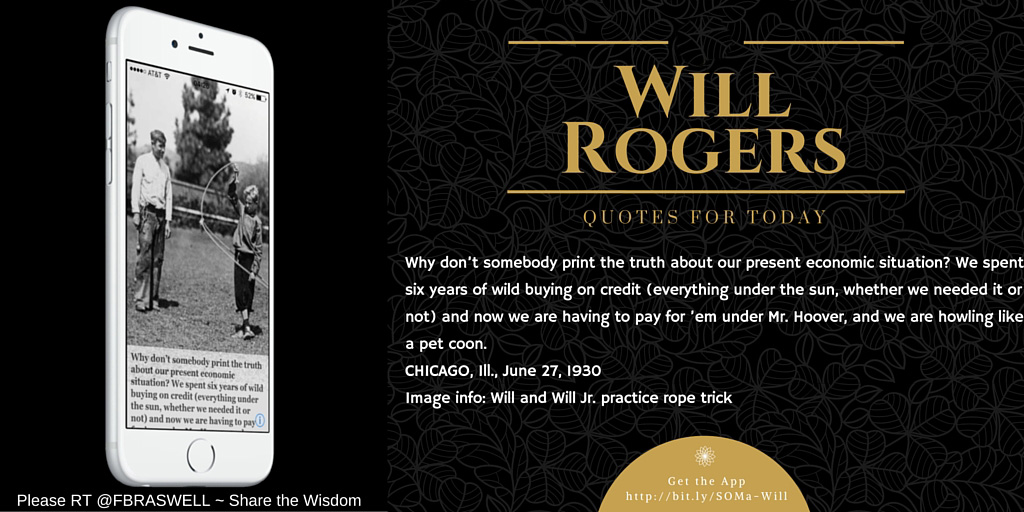 AT&T
52%
Why don't somebody print the truth
about our present economic
situation? We spent six years of wild
buying on credit (everything under
the sun, whether we needed it or
not) and now we are having to pay
Please RT @FBRASWELL ~ Share the Wisdom
WILL
ROGERS
QUOTES FOR TODAY
Why don't somebody print the truth about our present economic situation? We spent
six years of wild buying on credit (everything under the sun, whether we needed it or
not) and now we are having to pay for 'em under Mr. Hoover, and we are howling like
a pet coon.
CHICAGO, Ill., June 27, 1930
Image info: Will and Will Jr. practice rope trick
Get the App
http://bit.ly/SOMa-Will